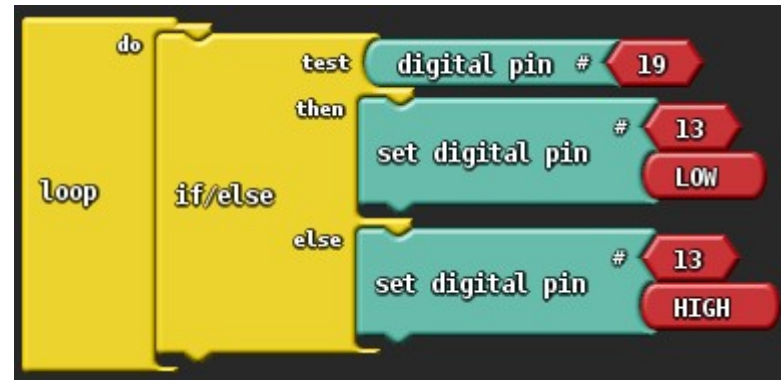 do
test digital pin # 19
then
# 13
set digital pin
LOW
loop
if/else
else
# 13
set digital pin
HIGH